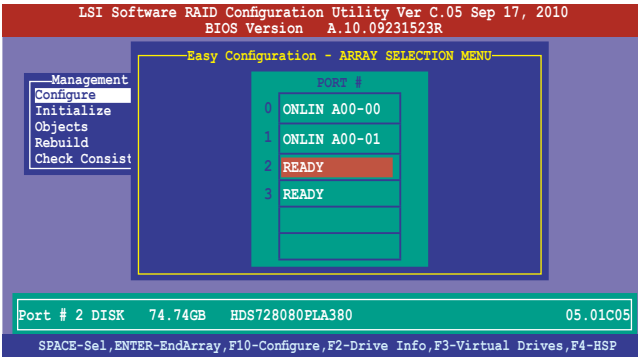 LSI Software RAID Configuration Utility Ver C.05 Sep 17, 2010
BIOS Version A.10.09231523R
Easy Configuration - ARRAY SELECTION MENU
Management
Configure
Initialize
Objects
Rebuild
Check Consist
PORT #
0 ONLIN A00-00
1 ONLIN A00-01
2 READY
3 READY
Port # 2 DISK 74.74GB HDS728080PLA380 05.01C05
SPACE-Sel,ENTER-EndArray,F10-Configure,F2-Drive Info,F3-Virtual Drives,F4-HSP